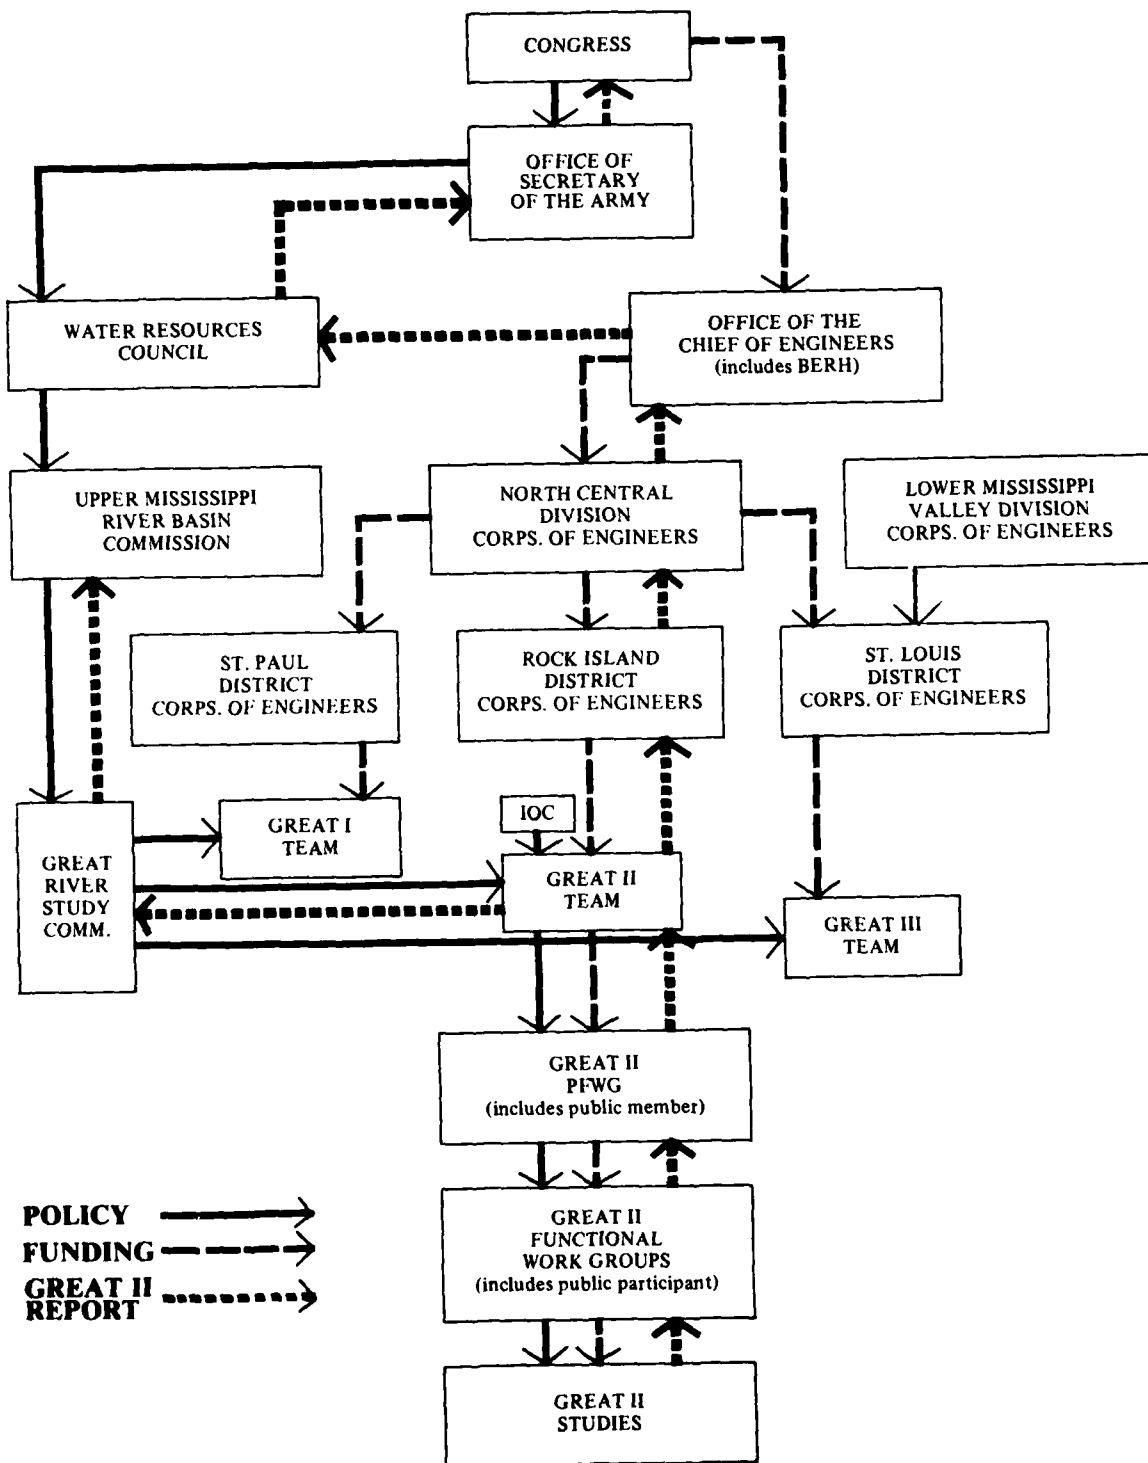 CONGRESS
OFFICE OF
SECRETARY
OF THE ARMY
WATER RESOURCES
COUNCIL
OFFICE OF THE
CHIEF OF ENGINEERS
(includes BERH)
UPPER MISSISSIPPI
RIVER BASIN
COMMISSION
NORTH CENTRAL
DIVISION
CORPS. OF ENGINEERS
LOWER MISSISSIPPI
VALLEY DIVISION
CORPS. OF ENGINEERS
ST. PAUL
DISTRICT
CORPS. OF ENGINEERS
ROCK ISLAND
DISTRICT
CORPS. OF ENGINEERS
ST. LOUIS
DISTRICT
CORPS. OF ENGINEERS
GREAT
RIVER
STUDY
COMM.
GREAT I
TEAM
IOC
GREAT II
TEAM
GREAT III
TEAM
GREAT II
PFWG
(includes public member)
GREAT II
FUNCTIONAL
WORK GROUPS
(includes public participant)
GREAT II
STUDIES
POLICY
FUNDING
GREAT II
REPORT